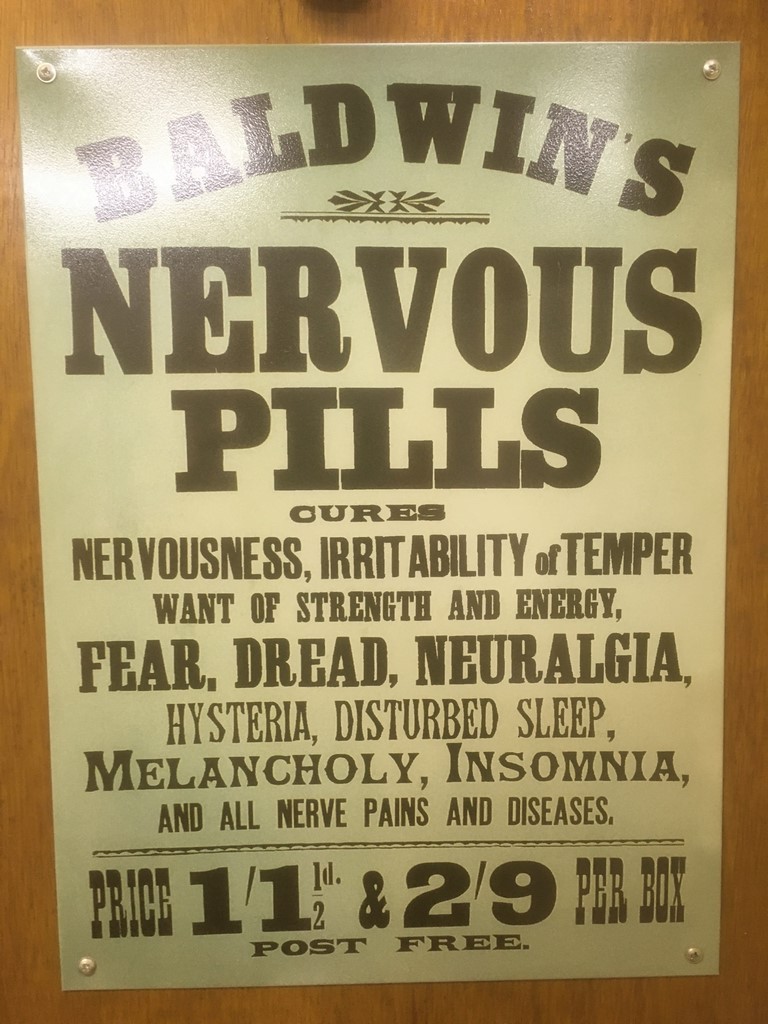 BALDWIN'S
NERVOUS
PILLS
CURES
NERVOUSNESS, IRRITABILITY of TEMPER
WANT OF STRENGTH AND ENERGY,
FEAR, DREAD, NEURALGIA,
HYSTERIA, DISTURBED SLEEP,
MELANCHOLY, INSOMNIA,
AND ALL NERVE PAINS AND DISEASES.
PRICE 1/1½d. & 2/9 PER BOX
POST FREE.